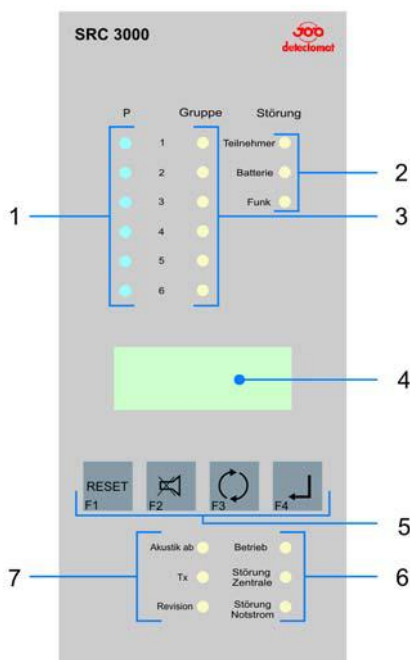 SRC 3000
JOB
detectomat
P Gruppe Störung
1 Teilnehmer
2 Batterie
3 Funk
4
5
6
1
2
3
4
RESET
F1 F2 F3 F4
5
Akustik ab Betrieb
Tx Störung
Zentrale
Revision Störung
Notstrom
7
6